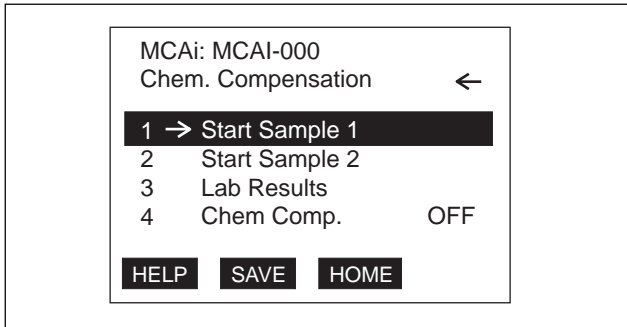 MCAi: MCAI-000
Chem. Compensation ←
1 → Start Sample 1
2 Start Sample 2
3 Lab Results
4 Chem Comp. OFF
HELP SAVE HOME